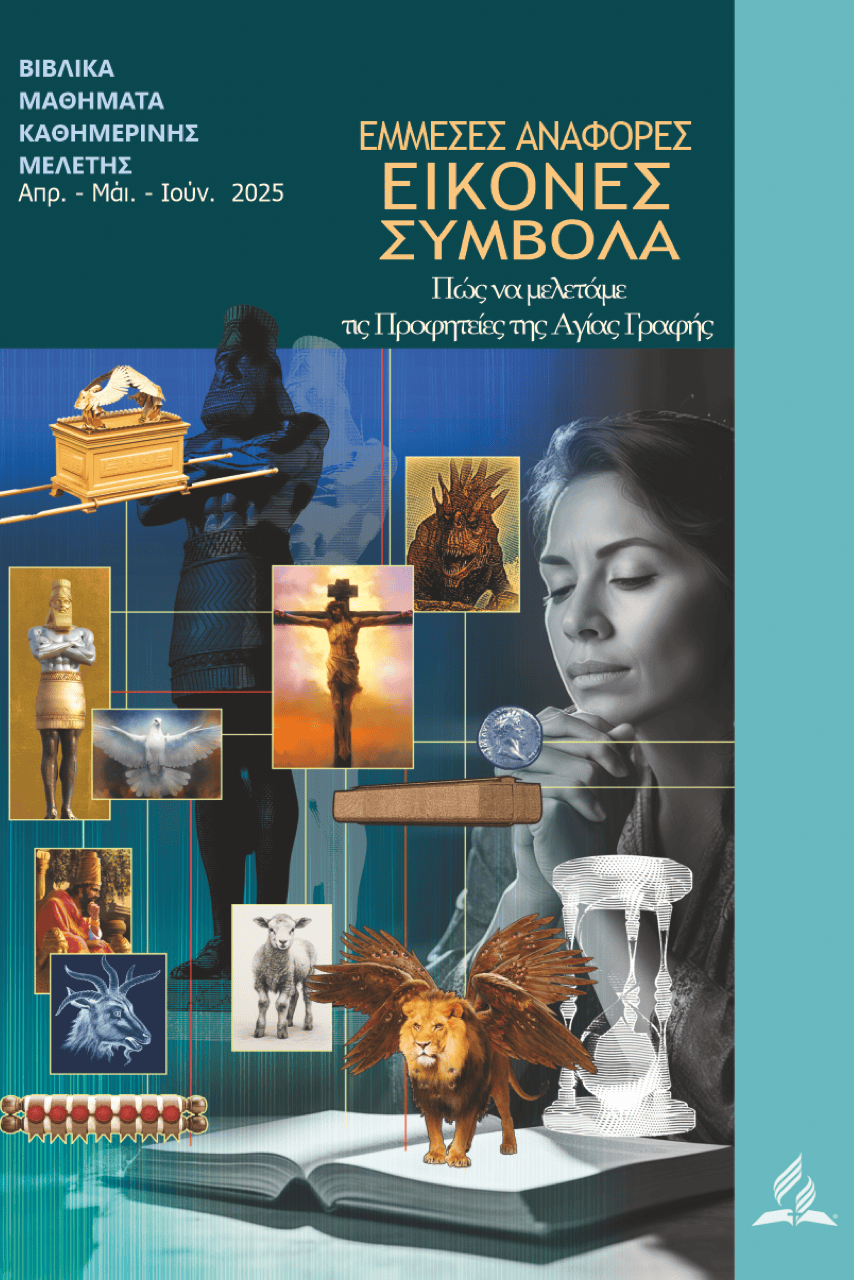 ΒΙΒΛΙΚΑ
ΜΑΘΗΜΑΤΑ
ΚΑΘΗΜΕΡΙΝΗΣ
ΜΕΛΕΤΗΣ
Απρ. - Μάι. - Ιούν. 2025
ΕΜΜΕΣΕΣ ΑΝΑΦΟΡΕΣ
ΕΙΚΟΝΕΣ
ΣΥΜΒΟΛΑ
Πώς να μελετάμε
τις Προφητείες της Αγίας Γραφής